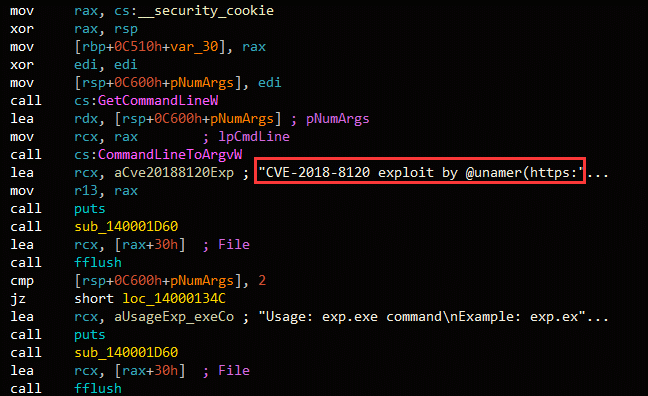 mov rax, cs:__security_cookie
xor rax, rsp
mov [rbp+0C510h+var_30], rax
xor edi, edi
mov [rsp+0C600h+pNumArgs], edi
call cs:GetCommandLineW
lea rdx, [rsp+0C600h+pNumArgs] ; pNumArgs
mov rcx, rax ; lpCmdLine
call cs:CommandLineToArgvW
lea rcx, aCve20188120Exp ; "CVE-2018-8120 exploit by @unamer(https:"...
mov r13, rax
call puts
call sub_140001D60
lea rcx, [rax+30h] ; File
call fflush
cmp [rsp+0C600h+pNumArgs], 2
jz short loc_14000134C
lea rcx, aUsageExp_exeCo ; "Usage: exp.exe command\nExample: exp.ex"...
call puts
call sub_140001D60
lea rcx, [rax+30h] ; File
call fflush